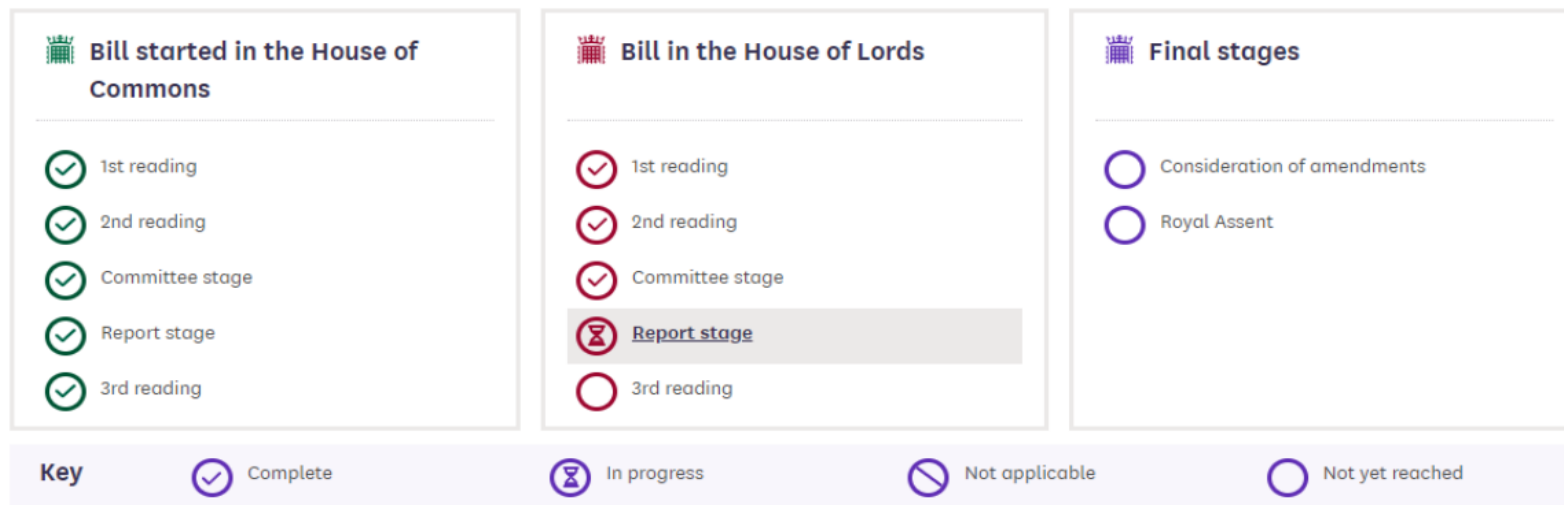 Bill started in the House of
Commons
1st reading
2nd reading
Committee stage
Report stage
3rd reading
Bill in the House of Lords
1st reading
2nd reading
Committee stage
Report stage
3rd reading
Final stages
Consideration of amendments
Royal Assent
Key
Complete
In progress
Not applicable
Not yet reached